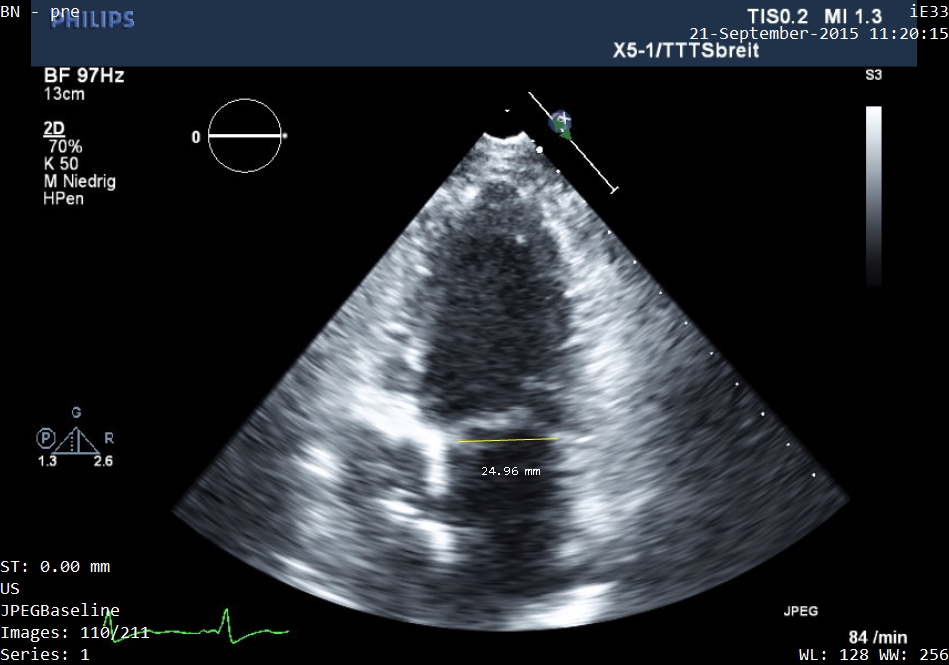 BN - pre
PHILIPS
TIS0.2 MI 1.3
iE33
21-September-2015 11:20:15
X5-1/TTTSbreit
BF 97Hz
13cm
S3
2D
70%
K 50
M Niedrig
HPen
0
G
P R
1.3 2.6
24.96 mm
ST: 0.00 mm
US
JPEGBaseline
Images: 110/211
Series: 1
JPEG
84 /min
WL: 128 WW: 256